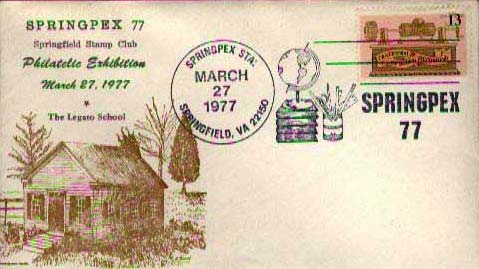 SPRINGPEX 77
Springfield Stamp Club
Philatelic Exhibition
March 27, 1977
The Legato School
SPRINGPEX STA.
MARCH
27
1977
SPRINGFIELD, VA 22150
13
SPRINGPEX
77